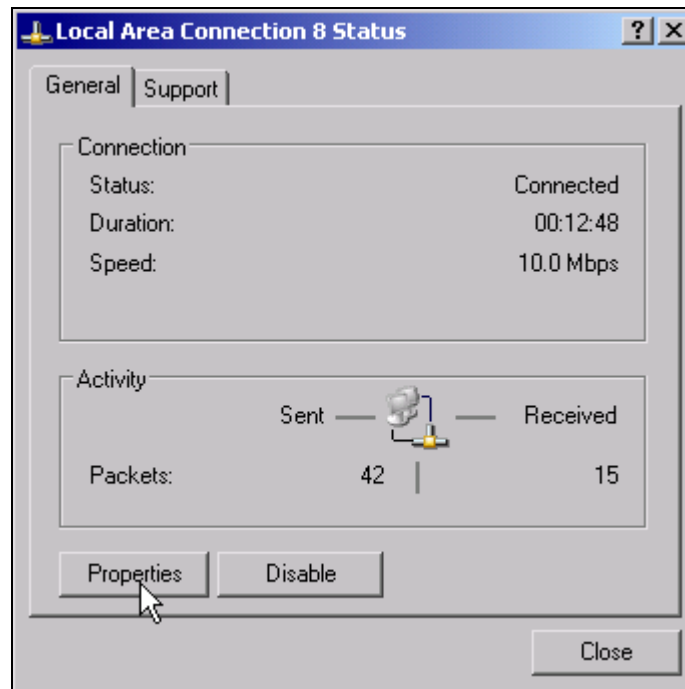 Local Area Connection 8 Status
General Support
Connection
Status: Connected
Duration: 00:12:48
Speed: 10.0 Mbps
Activity
Sent Received
Packets: 42 15
Properties Disable
Close